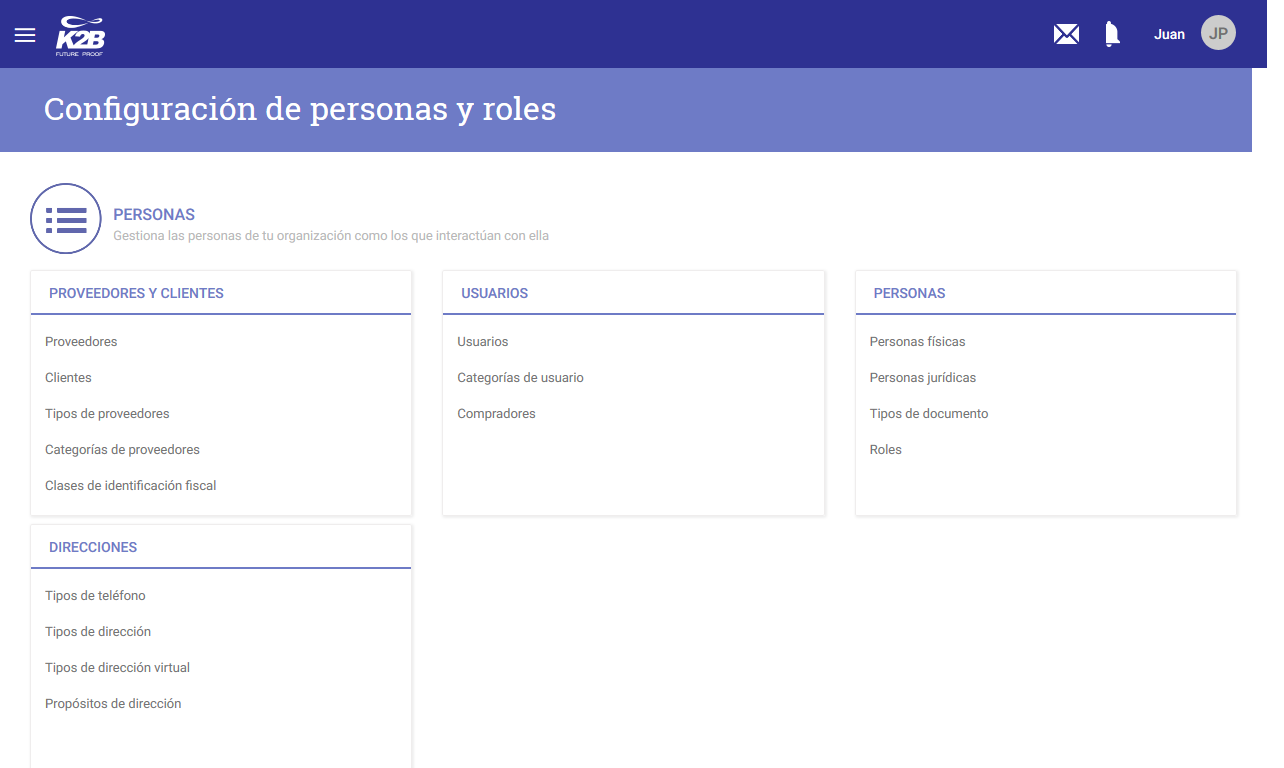 K2B
FUTURE PROOF
Juan
JP
Configuración de personas y roles
PERSONAS
Gestiona las personas de tu organización como los que interactúan con ella
PROVEEDORES Y CLIENTES
Proveedores
Clientes
Tipos de proveedores
Categorías de proveedores
Clases de identificación fiscal
USUARIOS
Usuarios
Categorías de usuario
Compradores
PERSONAS
Personas físicas
Personas jurídicas
Tipos de documento
Roles
DIRECCIONES
Tipos de teléfono
Tipos de dirección
Tipos de dirección virtual
Propósitos de dirección